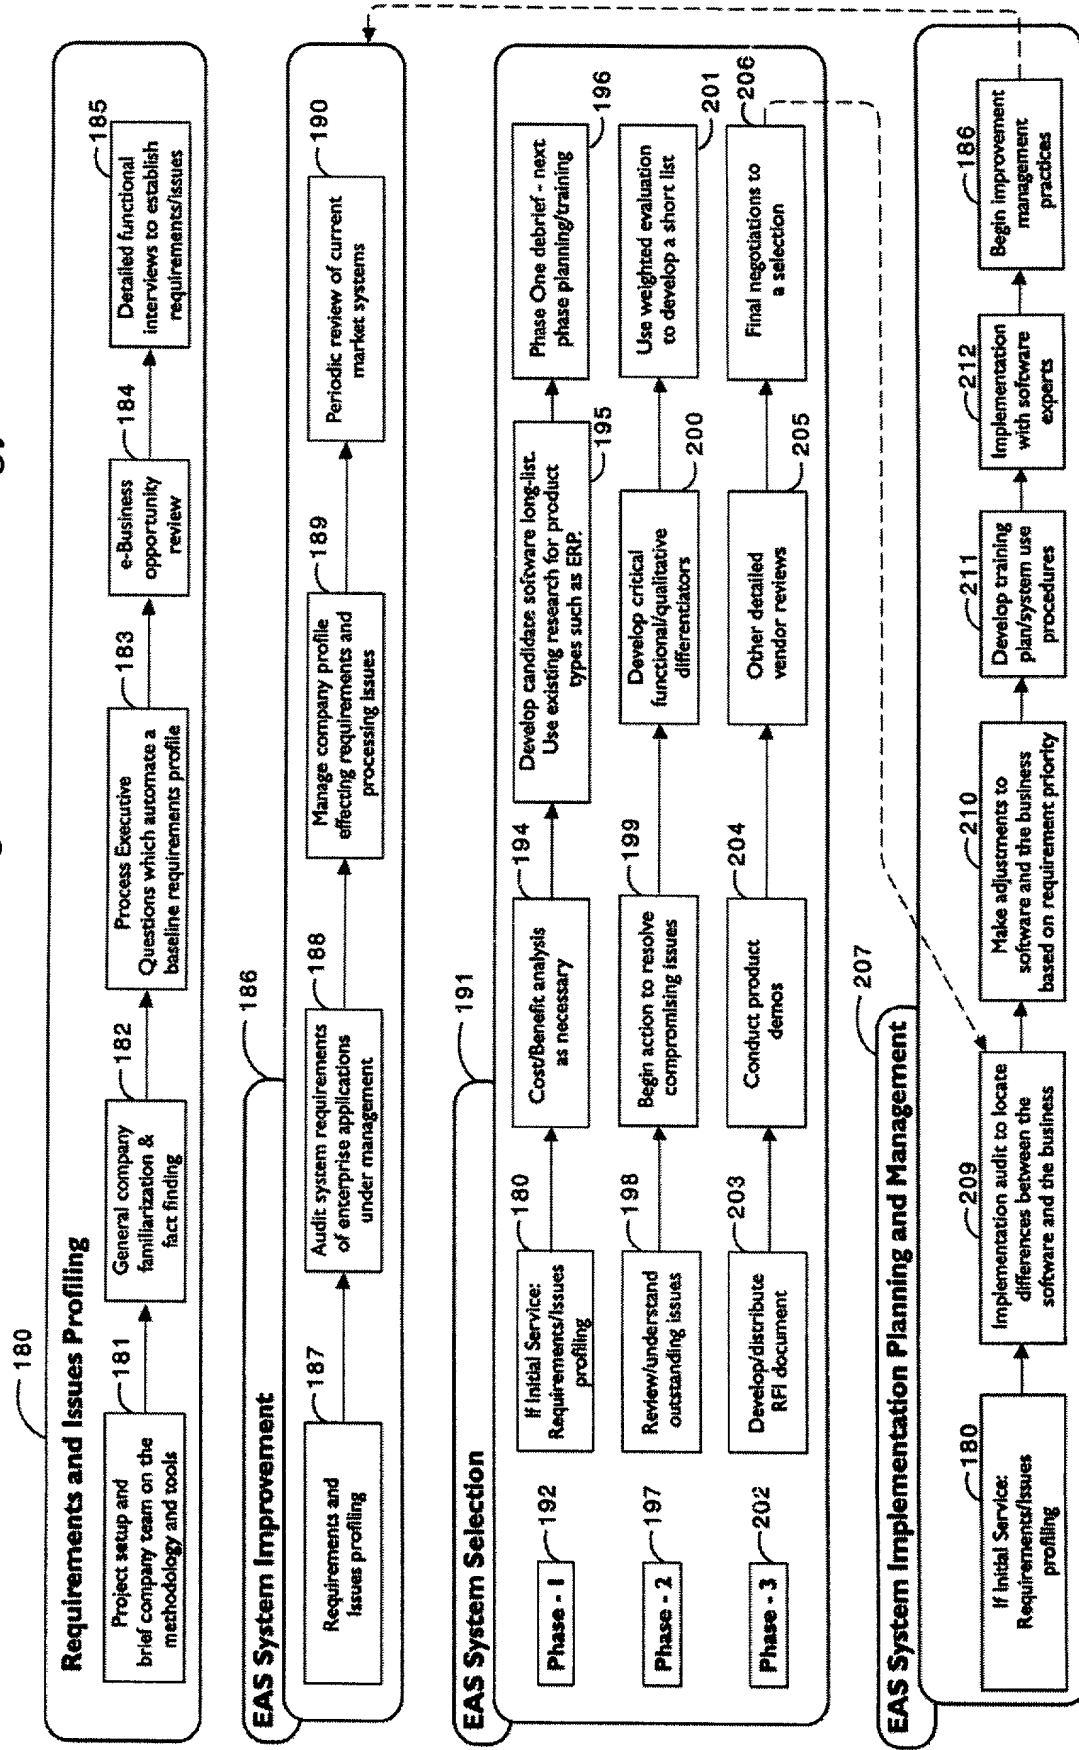 180
Requirements and Issues Profiling
Project setup and
brief company team on the
methodology and tools
181
General company
familiarization &
fact finding
182
Process Executive
Questions which automate a
baseline requirements profile
183
e-Business
opportunity
review
184
Detailed functional
interviews to establish
requirements/issues
185
EAS System Improvement
186
Requirements and
Issues profiling
187
Audit system requirements
of enterprise applications
under management
188
Manage company profile
effecting requirements and
processing issues
189
Periodic review of current
market systems
190
EAS System Selection
191
Phase - 1
192
If Initial Service:
Requirements/Issues
profiling
180
Cost/Benefit analysis
as necessary
194
Develop candidate software long-list.
Use existing research for product
types such as ERP.
195
Phase One debrief - next
phase planning/training
196
Phase - 2
197
Review/understand
outstanding issues
198
Begin action to resolve
compromising issues
199
Develop critical
functional/qualitative
differentiators
200
Use weighted evaluation
to develop a short list
201
Phase - 3
202
Develop/distribute
RFI document
203
Conduct product
demos
204
Other detailed
vendor reviews
205
Final negotiations to
a selection
206
EAS System Implementation Planning and Management
207
If Initial Service:
Requirements/Issues
profiling
180
Implementation audit to locate
differences between the
software and the business
209
Make adjustments to
software and the business
based on requirement priority
210
Develop training
plan/system use
procedures
211
Implementation
with software
experts
212
Begin improvement
management
practices
186